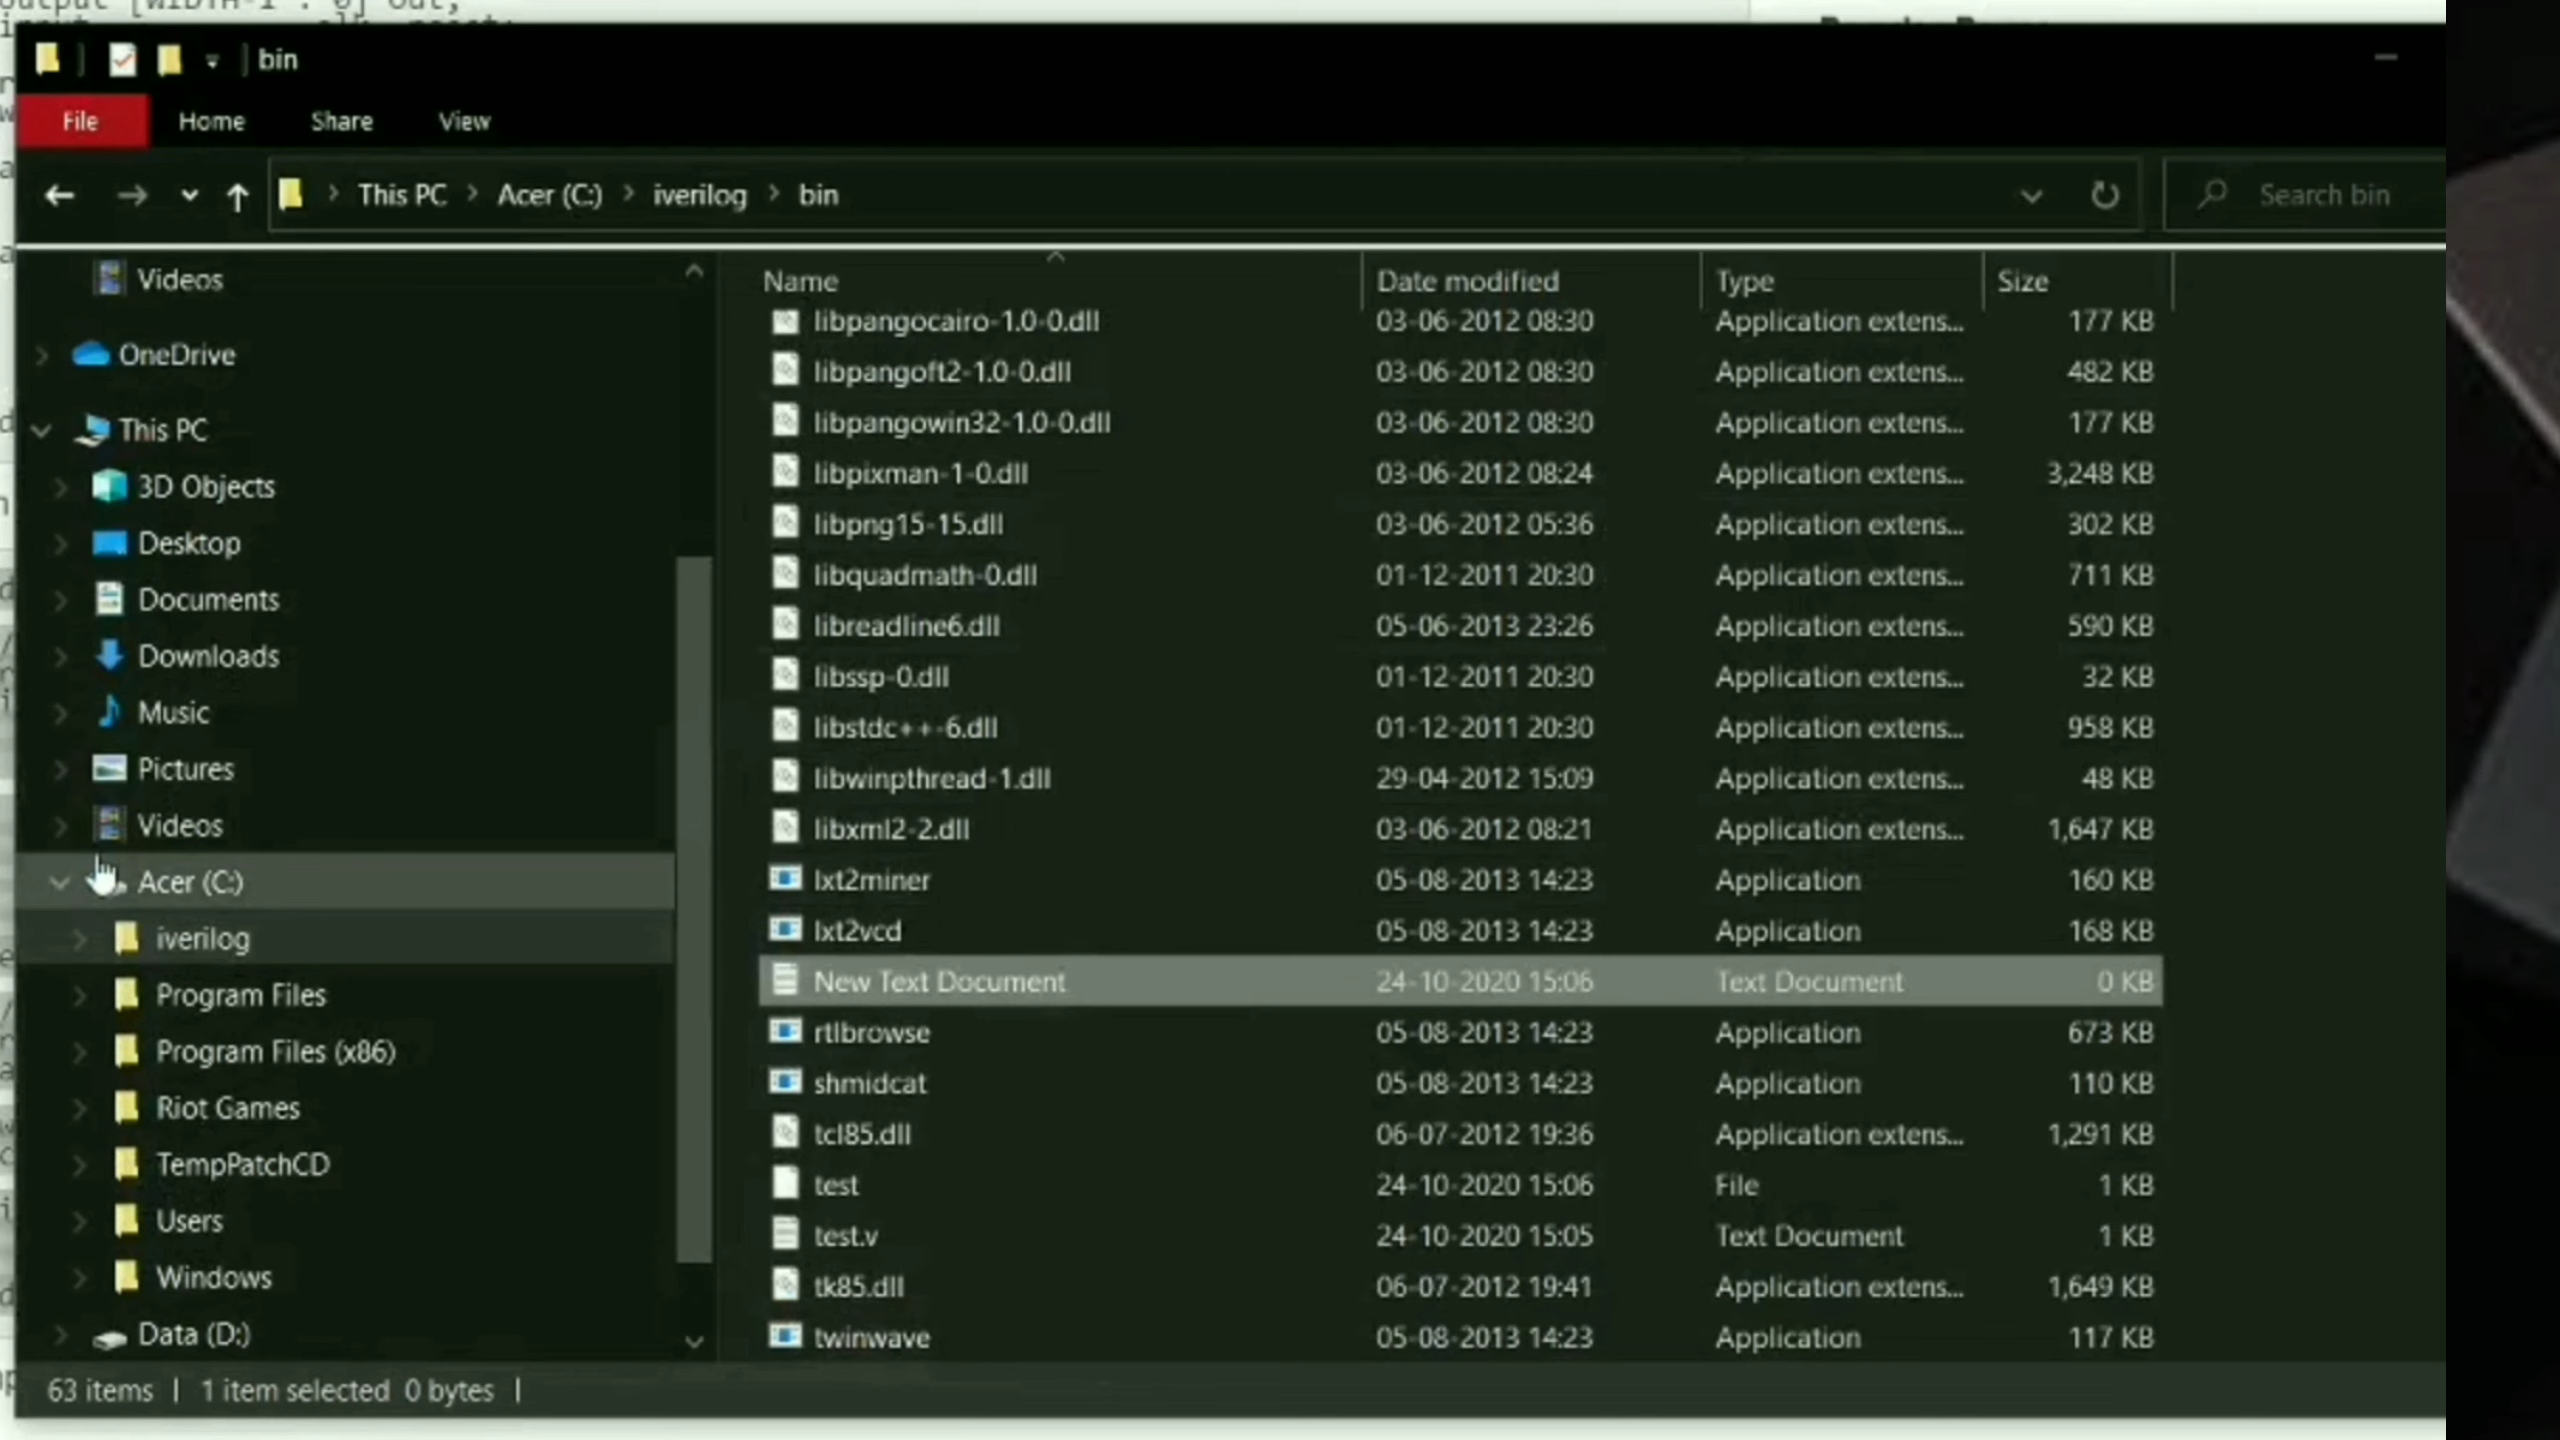 bin
File Home Share View
This PC > Acer (C:) > iverilog > bin
Search bin
Videos
OneDrive
This PC
3D Objects
Desktop
Documents
Downloads
Music
Pictures
Videos
Acer (C:)
iverilog
Program Files
Program Files (x86)
Riot Games
TempPatchCD
Users
Windows
Data (D:)
Name Date modified Type Size
libpangocairo-1.0-0.dll 03-06-2012 08:30 Application extens... 177 KB
libpangoft2-1.0-0.dll 03-06-2012 08:30 Application extens... 482 KB
libpangowin32-1.0-0.dll 03-06-2012 08:30 Application extens... 177 KB
libpixman-1-0.dll 03-06-2012 08:24 Application extens... 3,248 KB
libpng15-15.dll 03-06-2012 05:36 Application extens... 302 KB
libquadmath-0.dll 01-12-2011 20:30 Application extens... 711 KB
libreadline6.dll 05-06-2013 23:26 Application extens... 590 KB
libssp-0.dll 01-12-2011 20:30 Application extens... 32 KB
libstdc++-6.dll 01-12-2011 20:30 Application extens... 958 KB
libwinpthread-1.dll 29-04-2012 15:09 Application extens... 48 KB
libxml2-2.dll 03-06-2012 08:21 Application extens... 1,647 KB
lxt2miner 05-08-2013 14:23 Application 160 KB
lxt2vcd 05-08-2013 14:23 Application 168 KB
New Text Document 24-10-2020 15:06 Text Document 0 KB
rtlbrowse 05-08-2013 14:23 Application 673 KB
shmidcat 05-08-2013 14:23 Application 110 KB
tcl85.dll 06-07-2012 19:36 Application extens... 1,291 KB
test 24-10-2020 15:06 File 1 KB
test.v 24-10-2020 15:05 Text Document 1 KB
tk85.dll 06-07-2012 19:41 Application extens... 1,649 KB
twinwave 05-08-2013 14:23 Application 117 KB
63 items | 1 item selected 0 bytes |